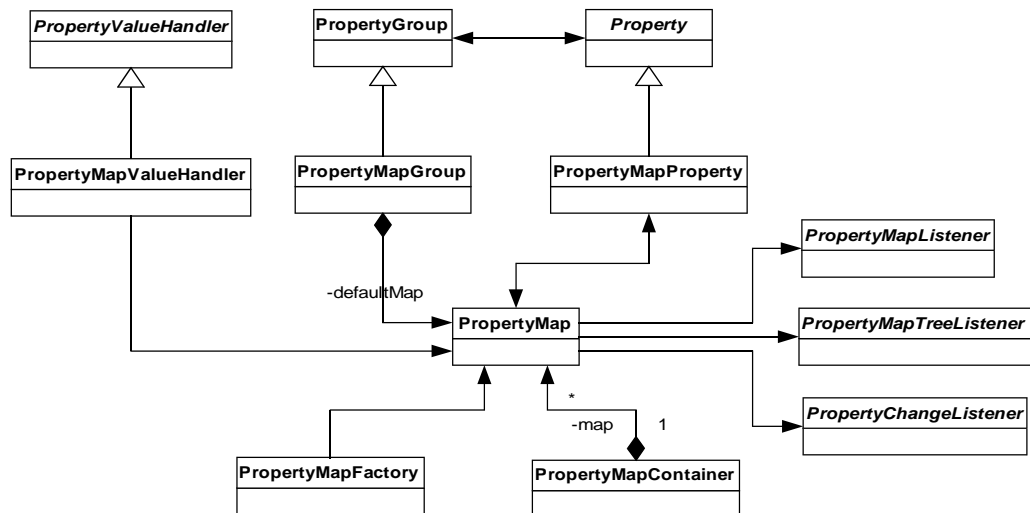 PropertyValueHandler
PropertyGroup
Property
PropertyMapValueHandler
PropertyMapGroup
PropertyMapProperty
PropertyMapListener
-defaultMap
PropertyMap
PropertyMapTreeListener
*
-map
1
PropertyChangeListener
PropertyMapFactory
PropertyMapContainer